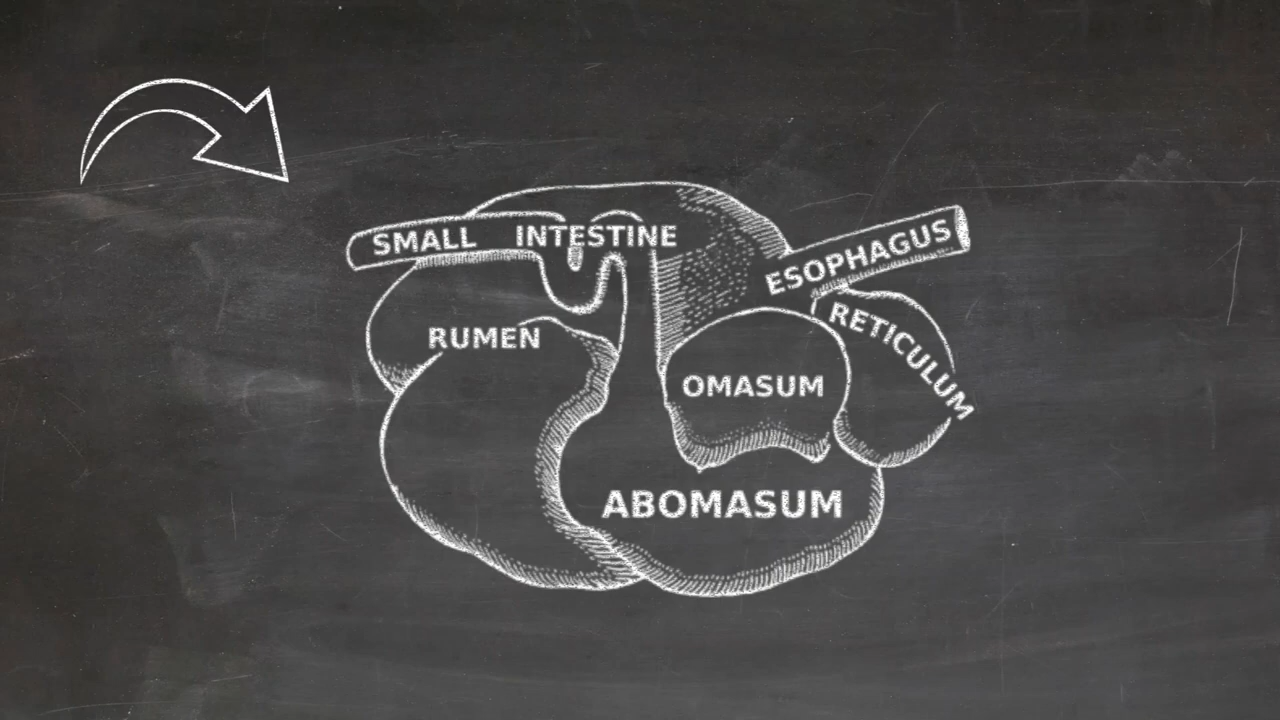 SMALL INTESTINE
ESOPHAGUS
RETICULUM
RUMEN
OMASUM
ABOMASUM